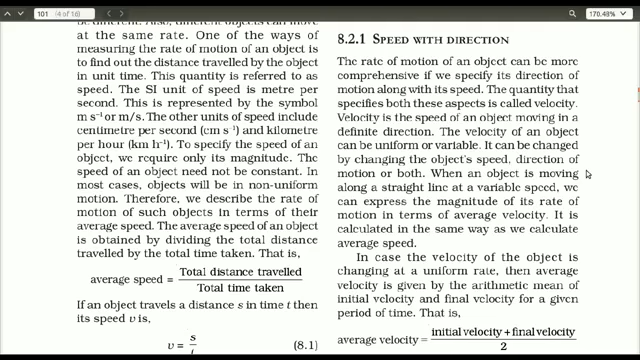 101 (4 of 16)
170.48%
be different. Also, different objects can move
at the same rate. One of the ways of
measuring the rate of motion of an object is
to find out the distance travelled by the object
in unit time. This quantity is referred to as
speed. The SI unit of speed is metre per
second. This is represented by the symbol
m s⁻¹ or m/s. The other units of speed include
centimetre per second (cm s⁻¹) and kilometre
per hour (km h⁻¹). To specify the speed of an
object, we require only its magnitude. The
speed of an object need not be constant. In
most cases, objects will be in non-uniform
motion. Therefore, we describe the rate of
motion of such objects in terms of their
average speed. The average speed of an object
is obtained by dividing the total distance
travelled by the total time taken. That is,
average speed = Total distance travelled / Total time taken
If an object travels a distance s in time t then
its speed v is,
v = s / t (8.1)
8.2.1 SPEED WITH DIRECTION
The rate of motion of an object can be more
comprehensive if we specify its direction of
motion along with its speed. The quantity that
specifies both these aspects is called velocity.
Velocity is the speed of an object moving in a
definite direction. The velocity of an object
can be uniform or variable. It can be changed
by changing the object's speed, direction of
motion or both. When an object is moving
along a straight line at a variable speed, we
can express the magnitude of its rate of
motion in terms of average velocity. It is
calculated in the same way as we calculate
average speed.
In case the velocity of the object is
changing at a uniform rate, then average
velocity is given by the arithmetic mean of
initial velocity and final velocity for a given
period of time. That is,
average velocity = initial velocity + final velocity / 2